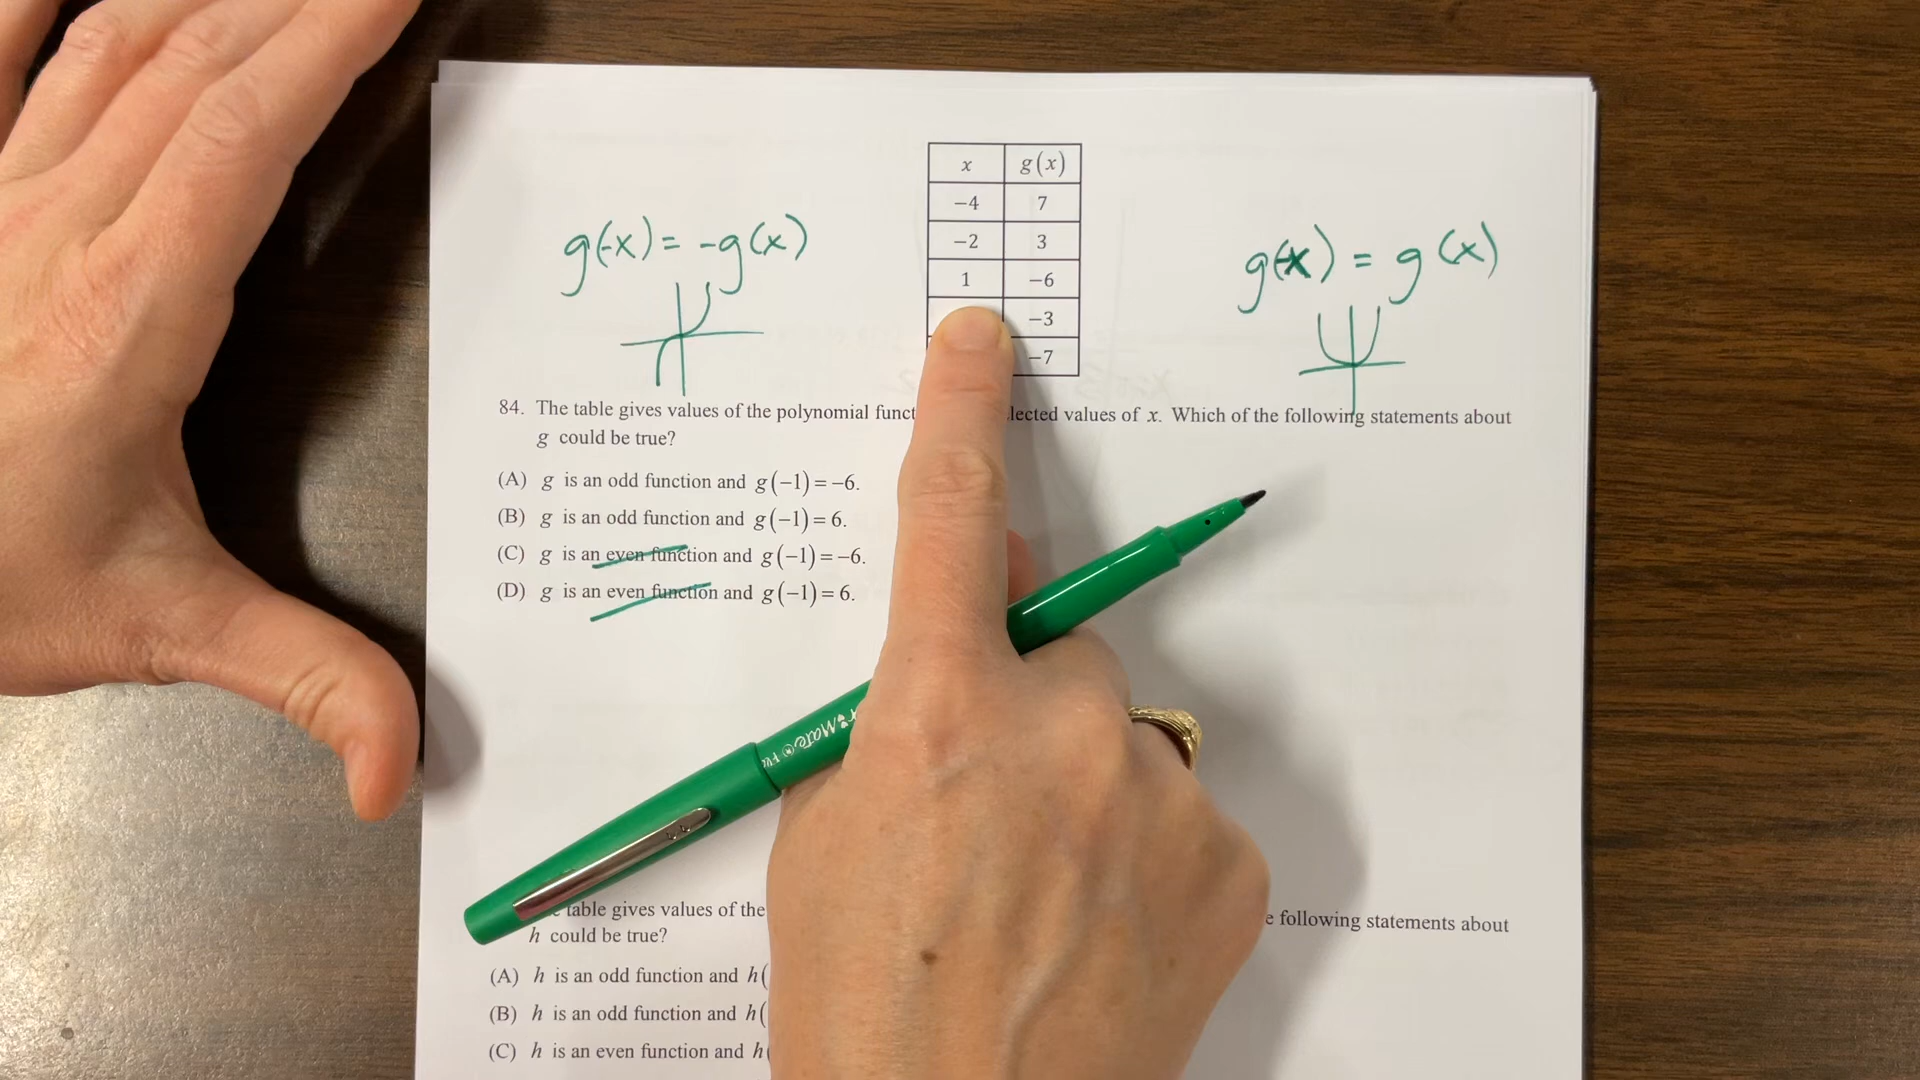 x g(x)
−4 7
−2 3
1 −6
−3
−7
g(-x) = -g(x)
g(-x) = g(x)
84. The table gives values of the polynomial values of x. Which of the following statements about
g could be true?
(A) g is an odd function and g(−1) = −6.
(B) g is an odd function and g(−1) = 6.
(C) g is an even function and g(−1) = −6.
(D) g is an even function and g(−1) = 6.
Mate
table gives values of the following statements about
h could be true?
(A) h is an odd function and h(
(B) h is an odd function and h(
(C) h is an even function and h